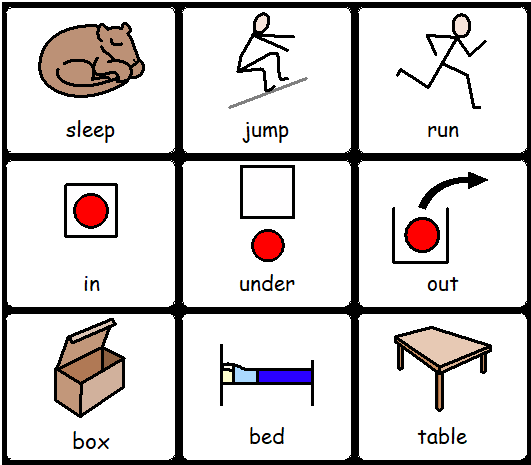 sleep
jump
run
in
under
out
box
bed
table